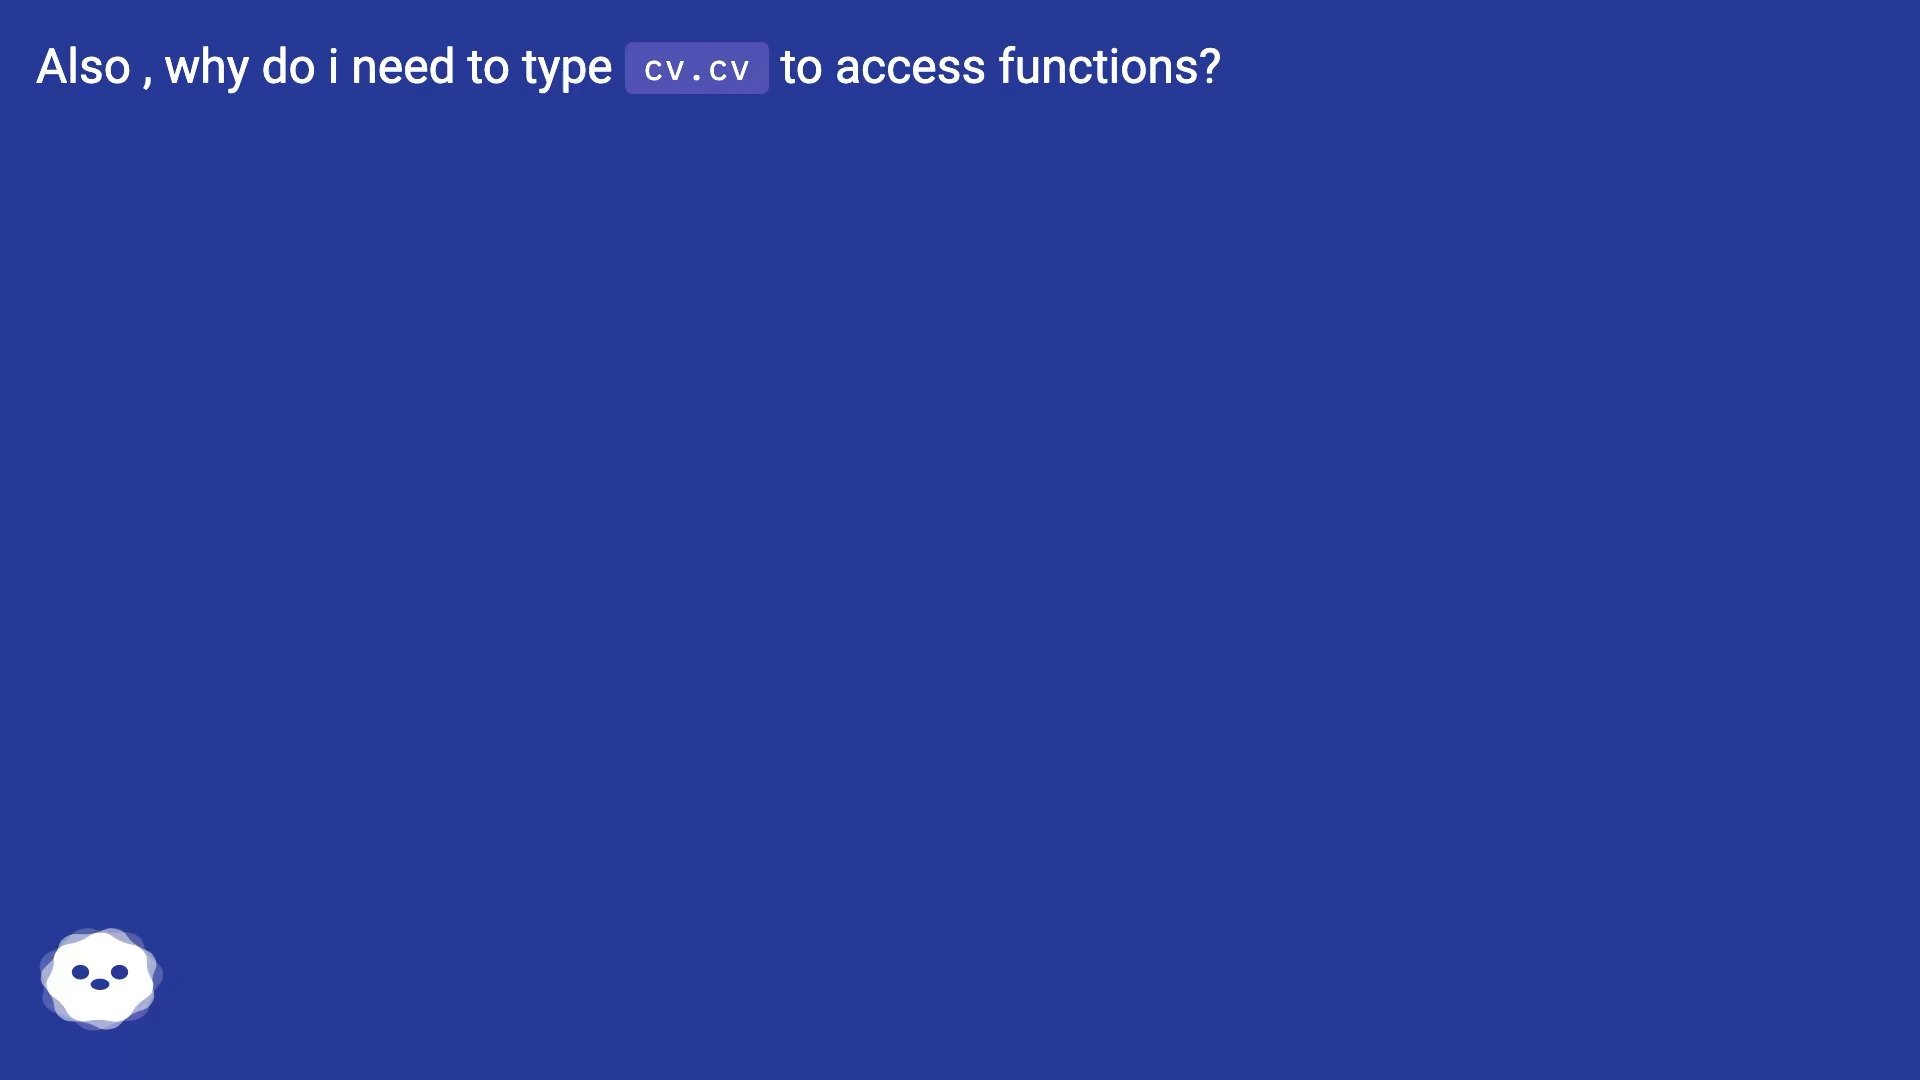 Also , why do i need to type cv.cv to access functions?